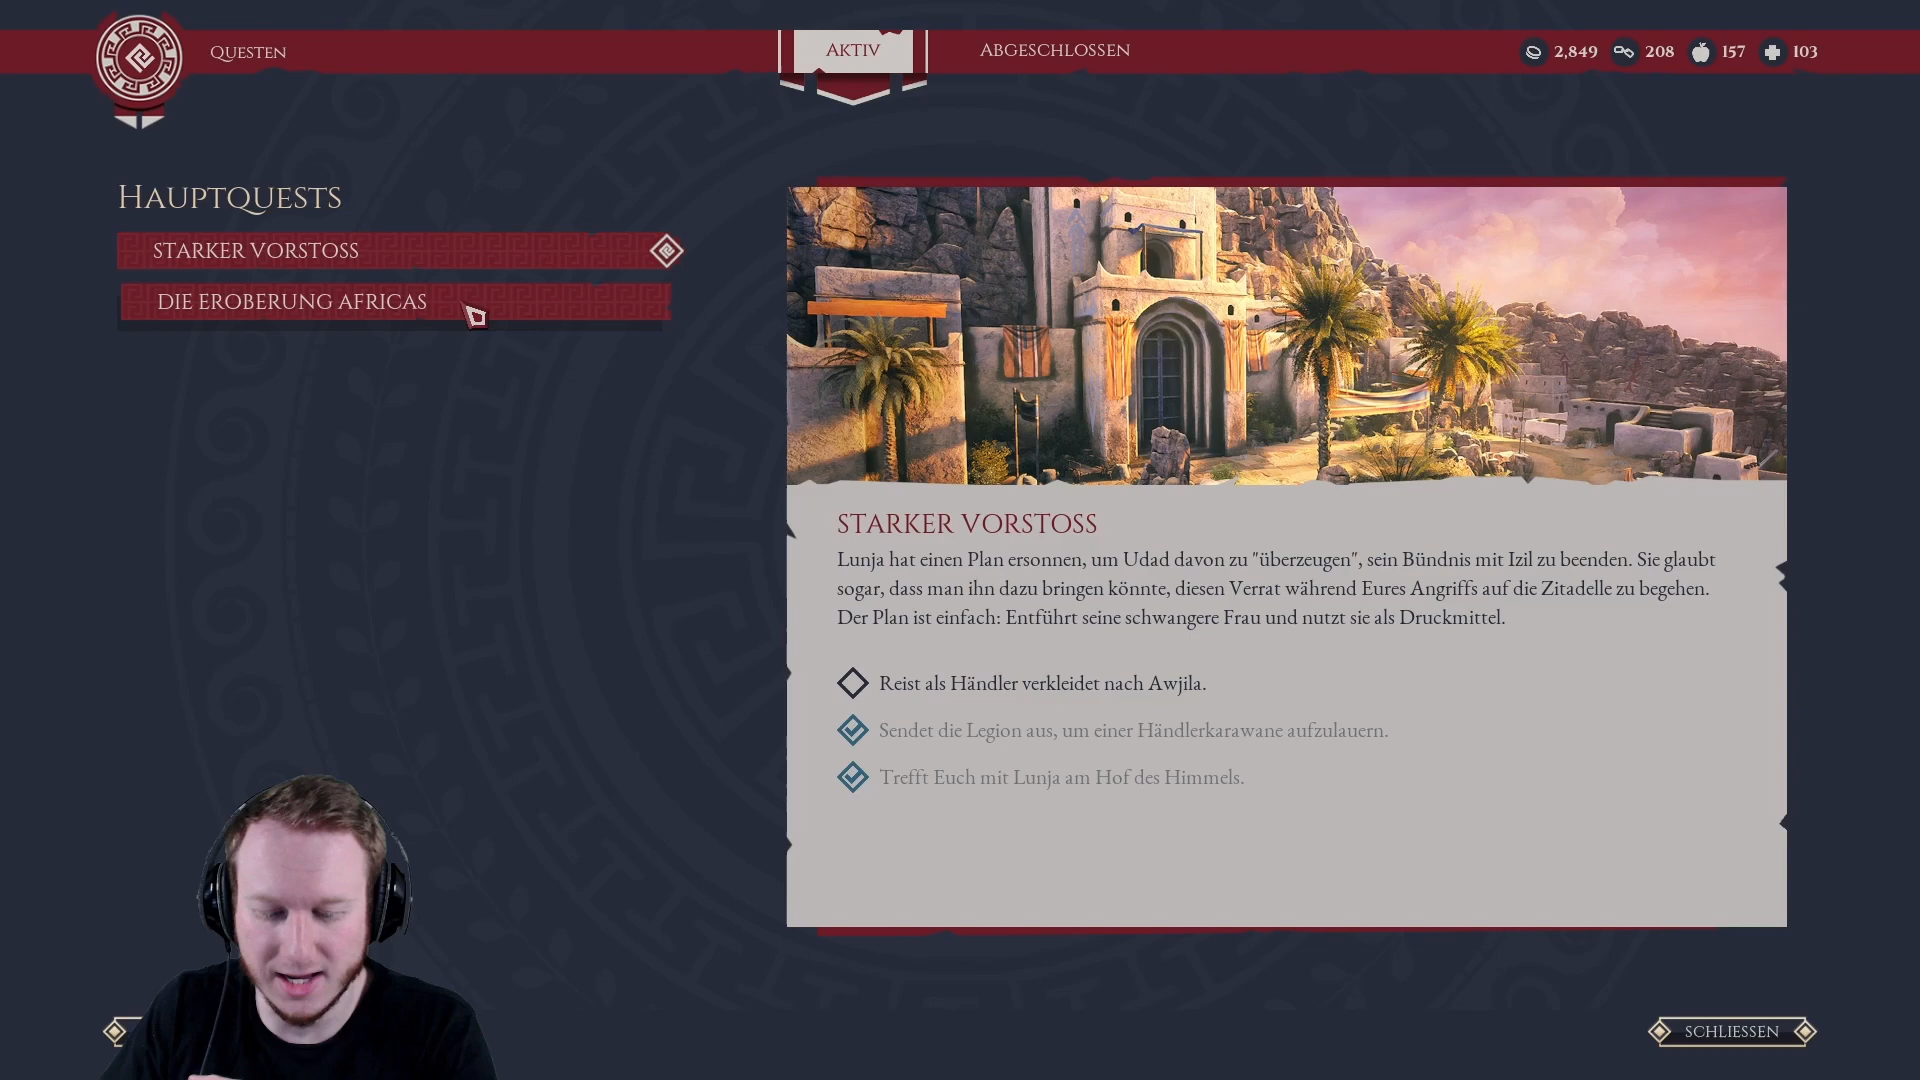 Questen
Aktiv
Abgeschlossen
2,849
208
157
103
Hauptquests
Starker Vorstoss
Die Eroberung Africas
Starker Vorstoss
Lunja hat einen Plan ersonnen, um Udad davon zu "überzeugen", sein Bündnis mit Izil zu beenden. Sie glaubt
sogar, dass man ihn dazu bringen könnte, diesen Verrat während Eures Angriffs auf die Zitadelle zu begehen.
Der Plan ist einfach: Entführt seine schwangere Frau und nutzt sie als Druckmittel.
Reist als Händler verkleidet nach Awjila.
Sendet die Legion aus, um einer Händlerkarawane aufzulauern.
Trefft Euch mit Lunja am Hof des Himmels.
Schliessen